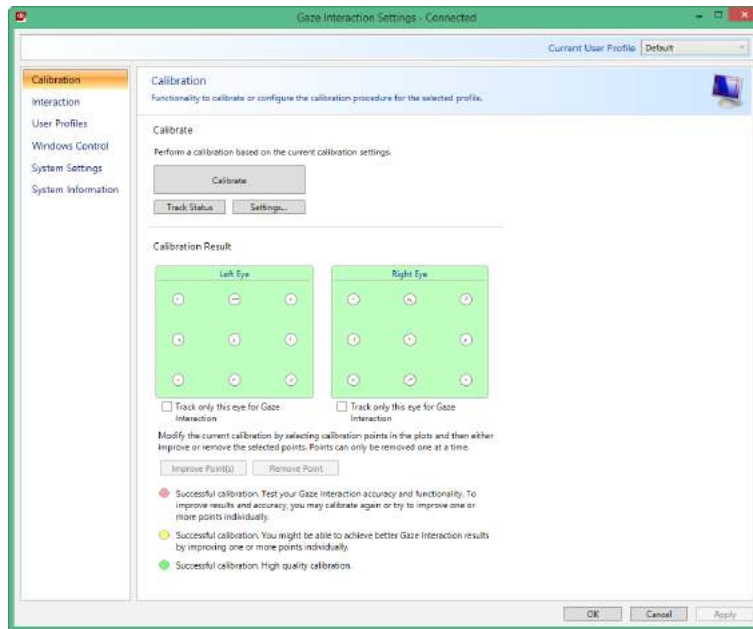 Gaze Interaction Settings - Connected
Current User Profile Default
Calibration
Interaction
User Profiles
Windows Control
System Settings
System Information
Calibration
Functionality to calibrate or configure the calibration procedure for the selected profile.
Calibrate
Perform a calibration based on the current calibration settings.
Calibrate
Track Status Settings...
Calibration Result
Left Eye Right Eye
Track only this eye for Gaze
Interaction
Track only this eye for Gaze
Interaction
Modify the current calibration by selecting calibration points in the plots and then either
improve or remove the selected points. Points can only be removed one at a time.
Improve Point(s) Remove Point
Successful calibration. Test your Gaze Interaction accuracy and functionality. To
improve results and accuracy, you may calibrate again or try to improve one or
more points individually.
Successful calibration. You might be able to achieve better Gaze Interaction results
by improving one or more points individually.
Successful calibration. High quality calibration.
OK Cancel Apply